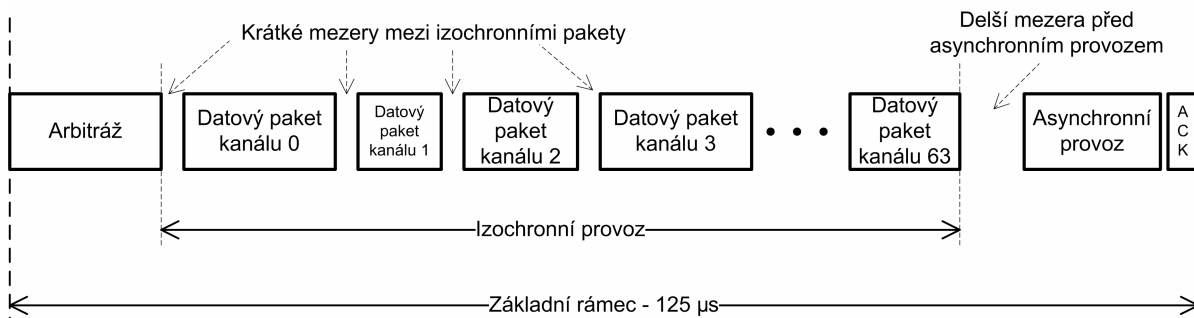 Krátké mezery mezi izochronními pakety
Delší mezera před
asynchronním provozem
Arbitráž
Datový paket
kanálu 0
Datový
paket
kanálu 1
Datový
paket
kanálu 2
Datový paket
kanálu 3
Datový
paket
kanálu 63
Asynchronní
provoz
A
C
K
Izochronní provoz
Základní rámec - 125 µs